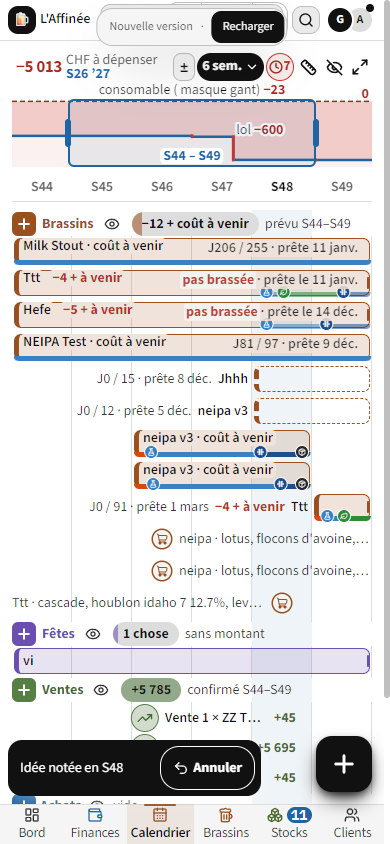 L'Affinée
Nouvelle version · Recharger
G A
−5 013 CHF à dépenser
S26 '27
± 6 sem. 7
consomable ( masque gant) −23
0
lol −600
S44 – S49
S44 S45 S46 S47 S48 S49
Brassins −12 + coût à venir prévu S44–S49
Milk Stout · coût à venir J206 / 255 · prête 11 janv.
Ttt −4 + à venir pas brassée · prête le 11 janv.
Hefe −5 + à venir pas brassée · prête le 14 déc.
NEIPA Test · coût à venir J81 / 97 · prête 9 déc.
J0 / 15 · prête 8 déc. Jhhh
J0 / 12 · prête 5 déc. neipa v3
neipa v3 · coût à venir
neipa v3 · coût à venir
J0 / 91 · prête 1 mars −4 + à venir Ttt
neipa · lotus, flocons d'avoine,…
neipa · lotus, flocons d'avoine,…
Ttt · cascade, houblon idaho 7 12.7%, lev…
Fêtes 1 chose sans montant
vi
Ventes +5 785 confirmé S44–S49
Vente 1 × ZZ T… +45
+5 695
Idée notée en S48 Annuler
+45
Bord Finances Calendrier Brassins Stocks 11 Clients